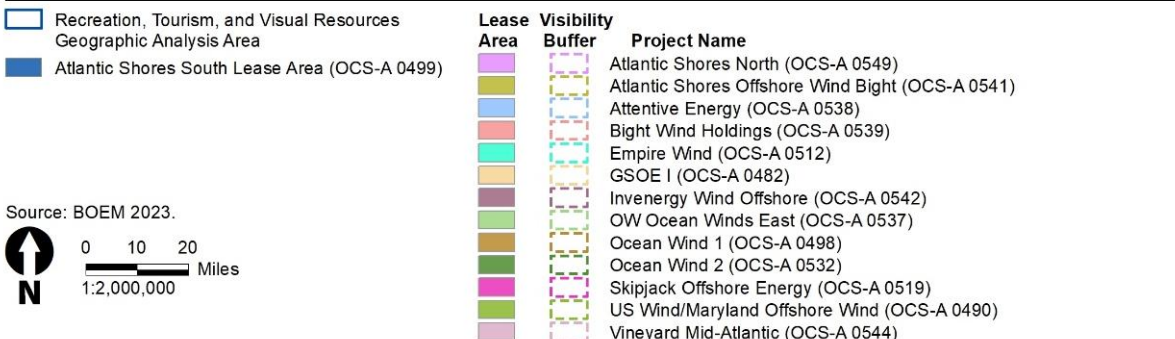 Recreation, Tourism, and Visual Resources
Geographic Analysis Area
Atlantic Shores South Lease Area (OCS-A 0499)
Source: BOEM 2023.
0 10 20
Miles
1:2,000,000
N
Lease Visibility
Area Buffer Project Name
Atlantic Shores North (OCS-A 0549)
Atlantic Shores Offshore Wind Bight (OCS-A 0541)
Attentive Energy (OCS-A 0538)
Bight Wind Holdings (OCS-A 0539)
Empire Wind (OCS-A 0512)
GSOE I (OCS-A 0482)
Invenergy Wind Offshore (OCS-A 0542)
OW Ocean Winds East (OCS-A 0537)
Ocean Wind 1 (OCS-A 0498)
Ocean Wind 2 (OCS-A 0532)
Skipjack Offshore Energy (OCS-A 0519)
US Wind/Maryland Offshore Wind (OCS-A 0490)
Vineyard Mid-Atlantic (OCS-A 0544)